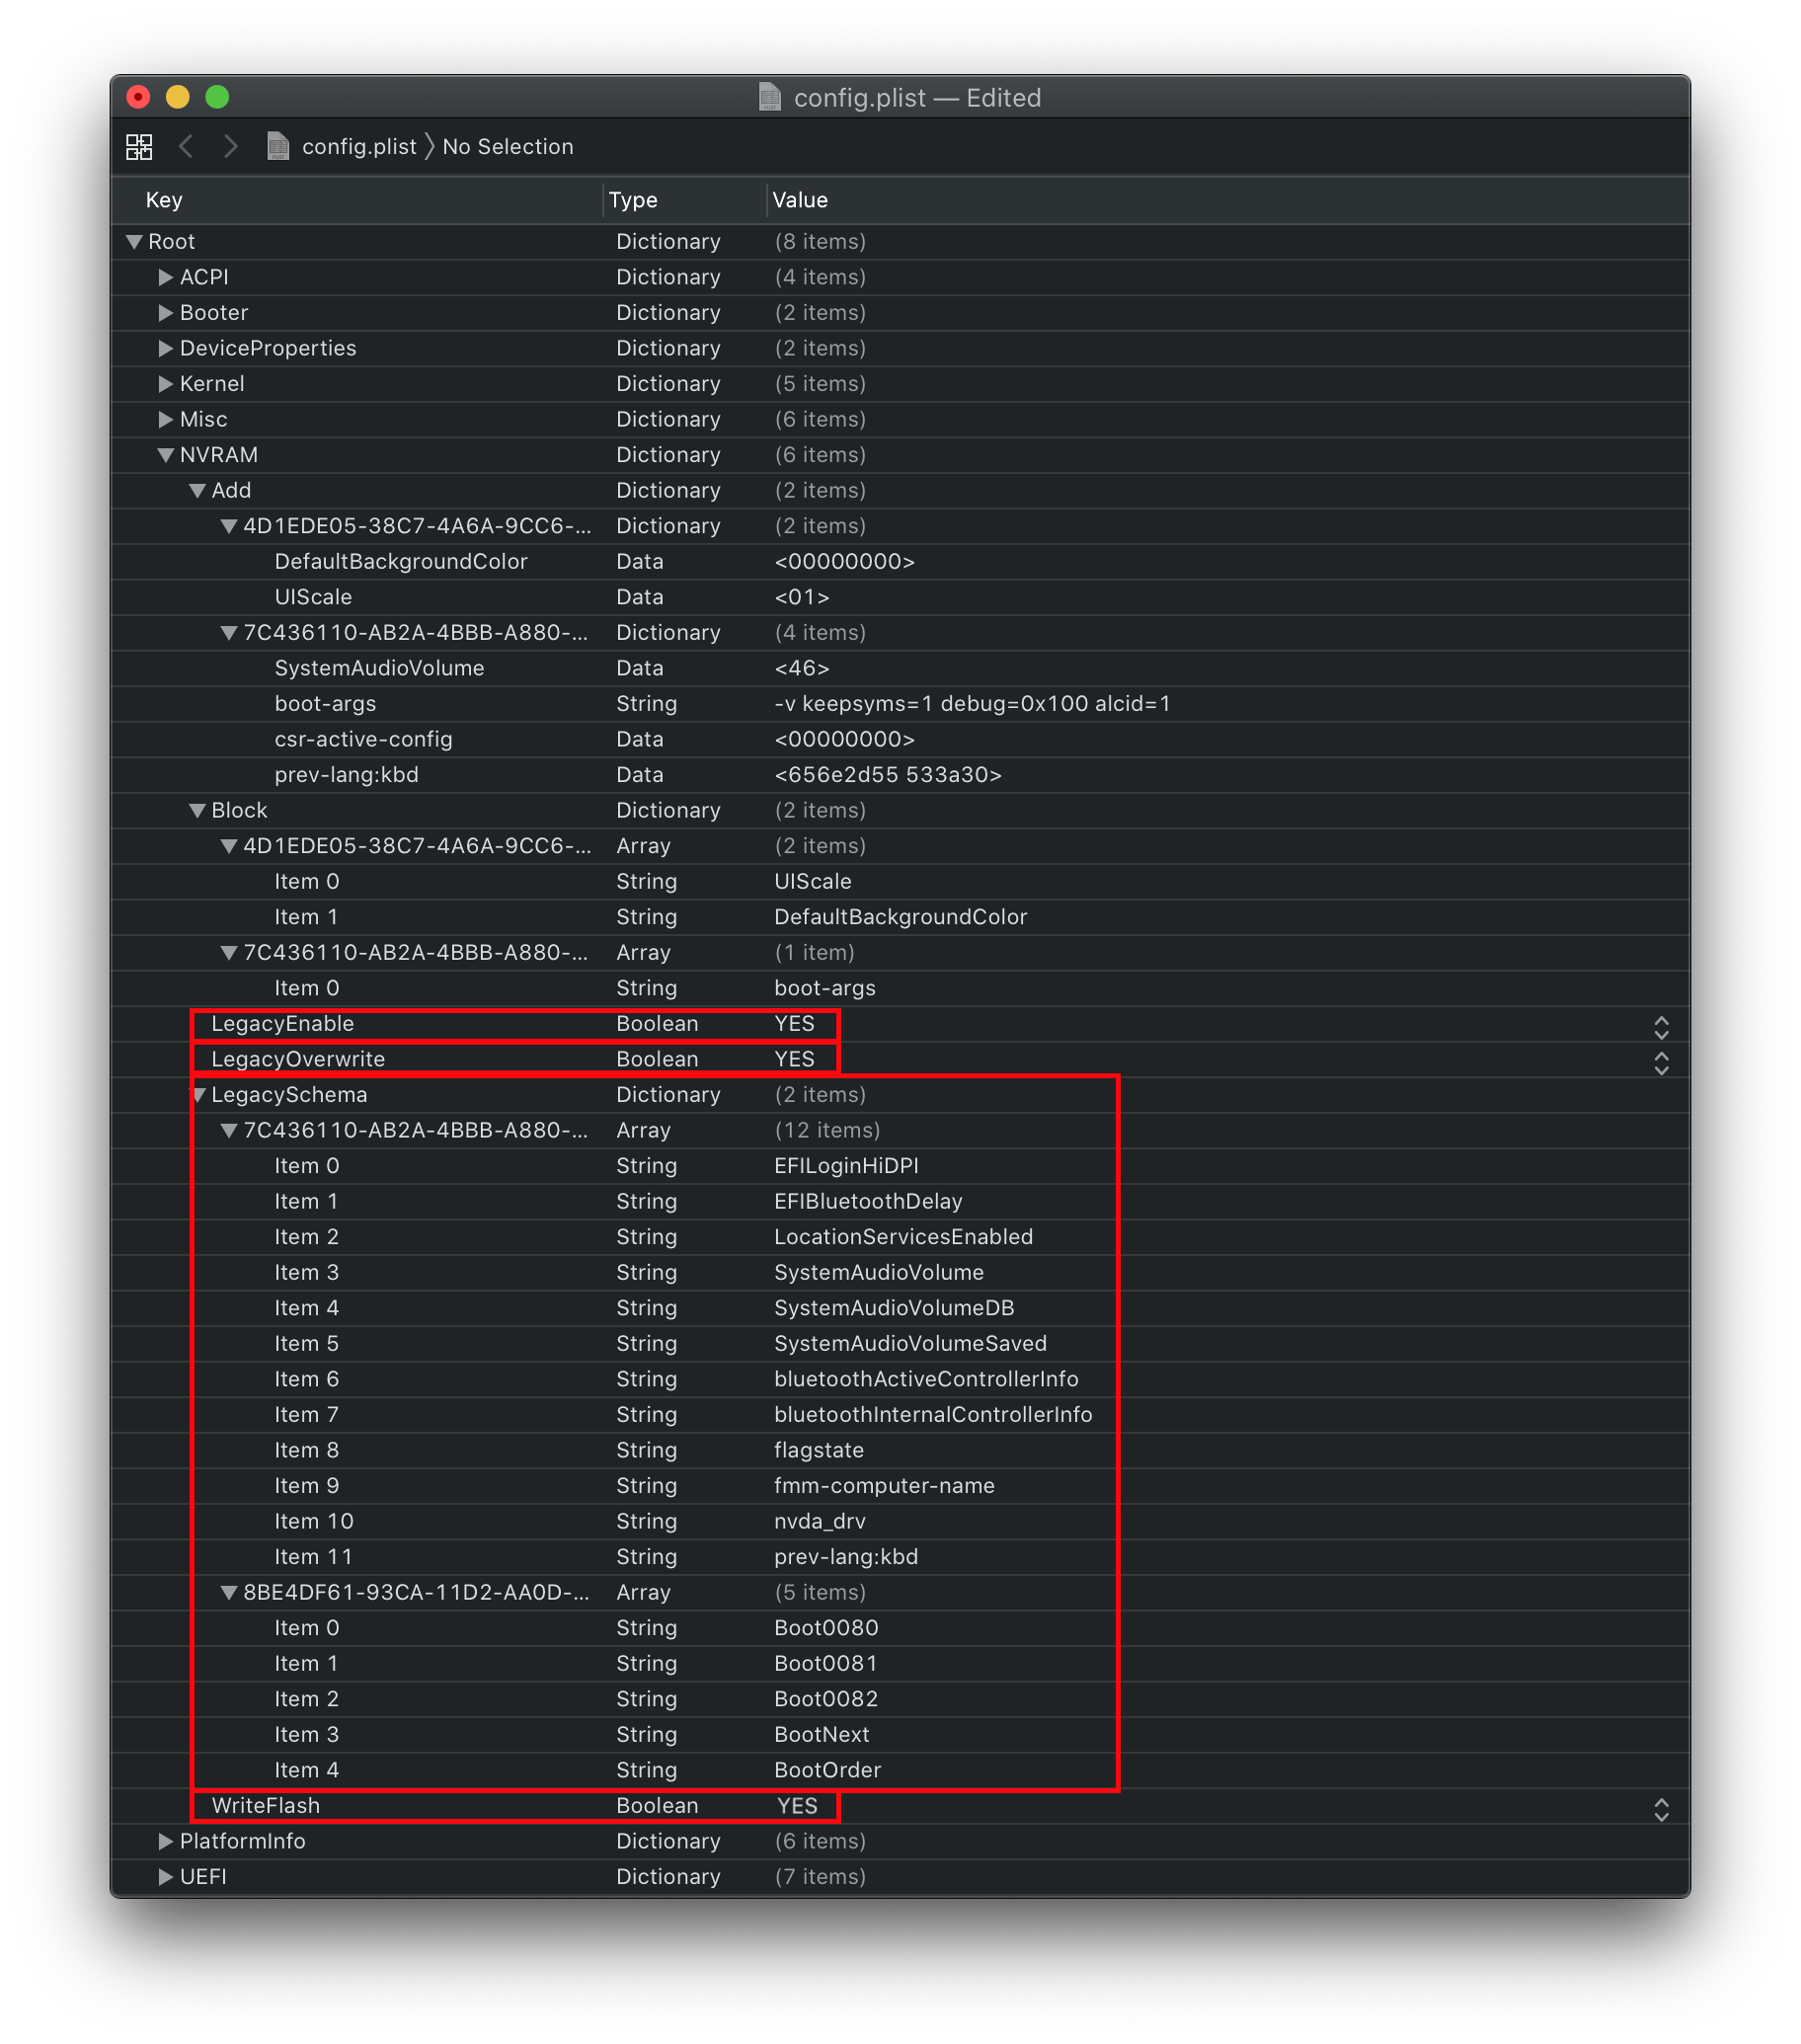 config.plist — Edited
config.plist 〉 No Selection
Key Type Value
Root Dictionary (8 items)
ACPI Dictionary (4 items)
Booter Dictionary (2 items)
DeviceProperties Dictionary (2 items)
Kernel Dictionary (5 items)
Misc Dictionary (6 items)
NVRAM Dictionary (6 items)
Add Dictionary (2 items)
4D1EDE05-38C7-4A6A-9CC6-... Dictionary (2 items)
DefaultBackgroundColor Data <00000000>
UIScale Data <01>
7C436110-AB2A-4BBB-A880-... Dictionary (4 items)
SystemAudioVolume Data <46>
boot-args String -v keepsyms=1 debug=0x100 alcid=1
csr-active-config Data <00000000>
prev-lang:kbd Data <656e2d55 533a30>
Block Dictionary (2 items)
4D1EDE05-38C7-4A6A-9CC6-... Array (2 items)
Item 0 String UIScale
Item 1 String DefaultBackgroundColor
7C436110-AB2A-4BBB-A880-... Array (1 item)
Item 0 String boot-args
LegacyEnable Boolean YES
LegacyOverwrite Boolean YES
LegacySchema Dictionary (2 items)
7C436110-AB2A-4BBB-A880-... Array (12 items)
Item 0 String EFILoginHiDPI
Item 1 String EFIBluetoothDelay
Item 2 String LocationServicesEnabled
Item 3 String SystemAudioVolume
Item 4 String SystemAudioVolumeDB
Item 5 String SystemAudioVolumeSaved
Item 6 String bluetoothActiveControllerInfo
Item 7 String bluetoothInternalControllerInfo
Item 8 String flagstate
Item 9 String fmm-computer-name
Item 10 String nvda_drv
Item 11 String prev-lang:kbd
8BE4DF61-93CA-11D2-AA0D-... Array (5 items)
Item 0 String Boot0080
Item 1 String Boot0081
Item 2 String Boot0082
Item 3 String BootNext
Item 4 String BootOrder
WriteFlash Boolean YES
PlatformInfo Dictionary (6 items)
UEFI Dictionary (7 items)